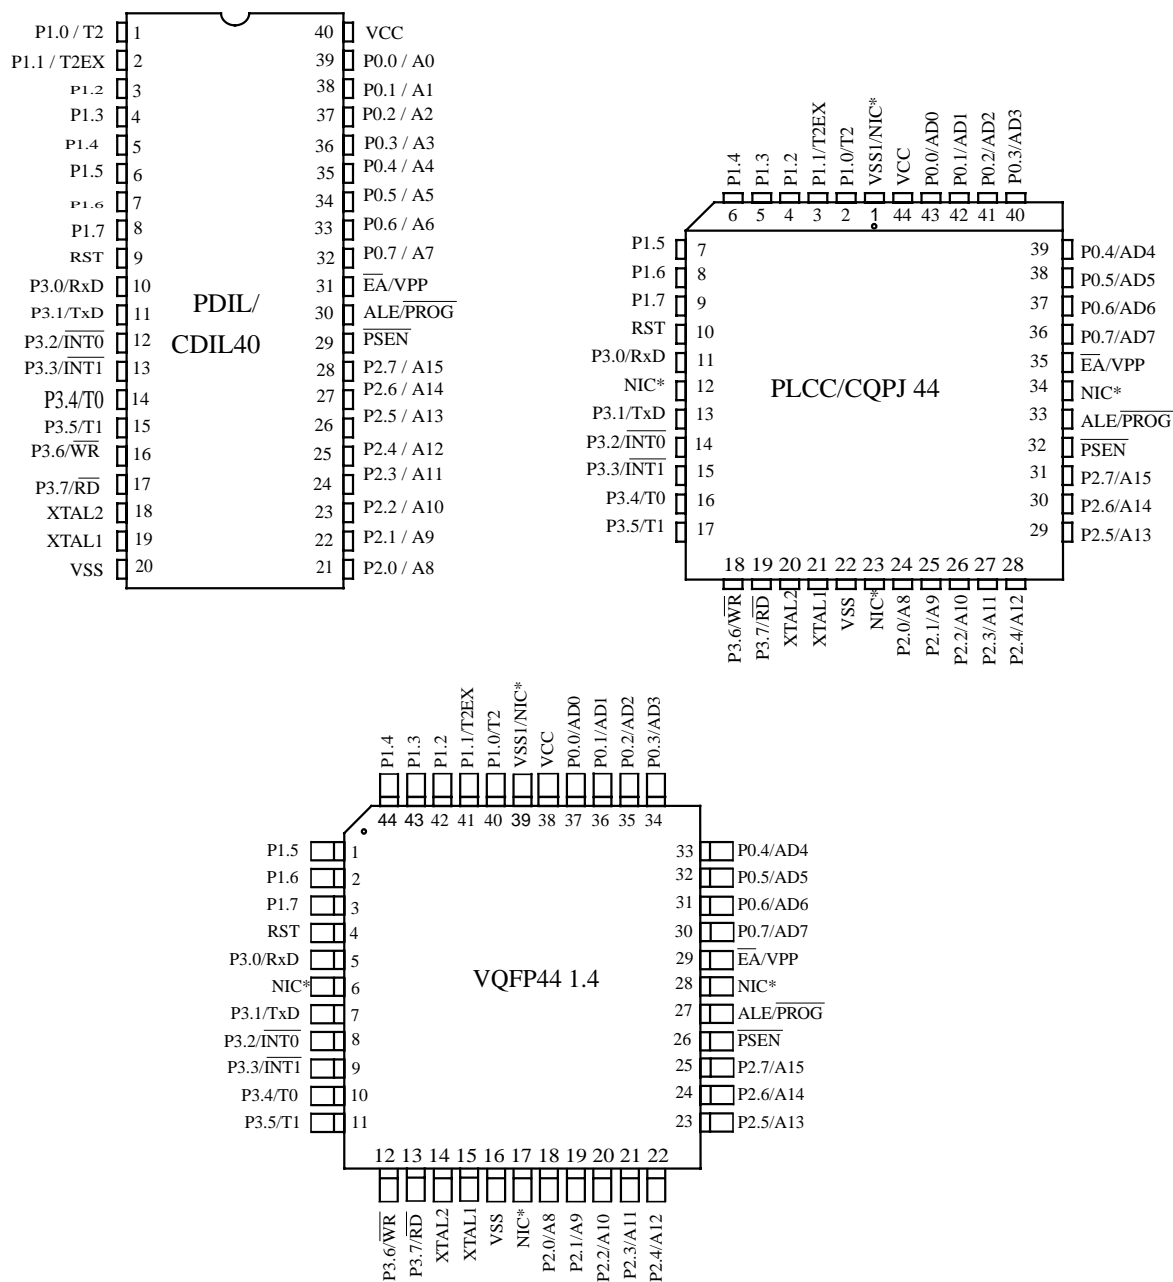 P1.0 / T2 1 40 VCC
P1.1 / T2EX 2 39 P0.0 / A0
P1.2 3 38 P0.1 / A1
P1.3 4 37 P0.2 / A2
P1.4 5 36 P0.3 / A3
P1.5 6 35 P0.4 / A4
P1.6 7 34 P0.5 / A5
P1.7 8 33 P0.6 / A6
RST 9 32 P0.7 / A7
P3.0/RxD 10 31 EA/VPP
P3.1/TxD 11 30 ALE/PROG
P3.2/INT0 12 29 PSEN
P3.3/INT1 13 28 P2.7 / A15
P3.4/T0 14 27 P2.6 / A14
P3.5/T1 15 26 P2.5 / A13
P3.6/WR 16 25 P2.4 / A12
P3.7/RD 17 24 P2.3 / A11
XTAL2 18 23 P2.2 / A10
XTAL1 19 22 P2.1 / A9
VSS 20 21 P2.0 / A8
PDIL/
CDIL40
P1.4 P1.3 P1.2 P1.1/T2EX P1.0/T2 VSS1/NIC* VCC P0.0/AD0 P0.1/AD1 P0.2/AD2 P0.3/AD3
6 5 4 3 2 1 44 43 42 41 40
P1.5 7 39 P0.4/AD4
P1.6 8 38 P0.5/AD5
P1.7 9 37 P0.6/AD6
RST 10 36 P0.7/AD7
P3.0/RxD 11 35 EA/VPP
NIC* 12 34 NIC*
P3.1/TxD 13 33 ALE/PROG
P3.2/INT0 14 32 PSEN
P3.3/INT1 15 31 P2.7/A15
P3.4/T0 16 30 P2.6/A14
P3.5/T1 17 29 P2.5/A13
PLCC/CQPJ 44
18 19 20 21 22 23 24 25 26 27 28
P3.6/WR P3.7/RD XTAL2 XTAL1 VSS NIC* P2.0/A8 P2.1/A9 P2.2/A10 P2.3/A11 P2.4/A12
P1.4 P1.3 P1.2 P1.1/T2EX P1.0/T2 VSS1/NIC* VCC P0.0/AD0 P0.1/AD1 P0.2/AD2 P0.3/AD3
44 43 42 41 40 39 38 37 36 35 34
P1.5 1 33 P0.4/AD4
P1.6 2 32 P0.5/AD5
P1.7 3 31 P0.6/AD6
RST 4 30 P0.7/AD7
P3.0/RxD 5 29 EA/VPP
NIC* 6 28 NIC*
P3.1/TxD 7 27 ALE/PROG
P3.2/INT0 8 26 PSEN
P3.3/INT1 9 25 P2.7/A15
P3.4/T0 10 24 P2.6/A14
P3.5/T1 11 23 P2.5/A13
VQFP44 1.4
12 13 14 15 16 17 18 19 20 21 22
P3.6/WR P3.7/RD XTAL2 XTAL1 VSS NIC* P2.0/A8 P2.1/A9 P2.2/A10 P2.3/A11 P2.4/A12